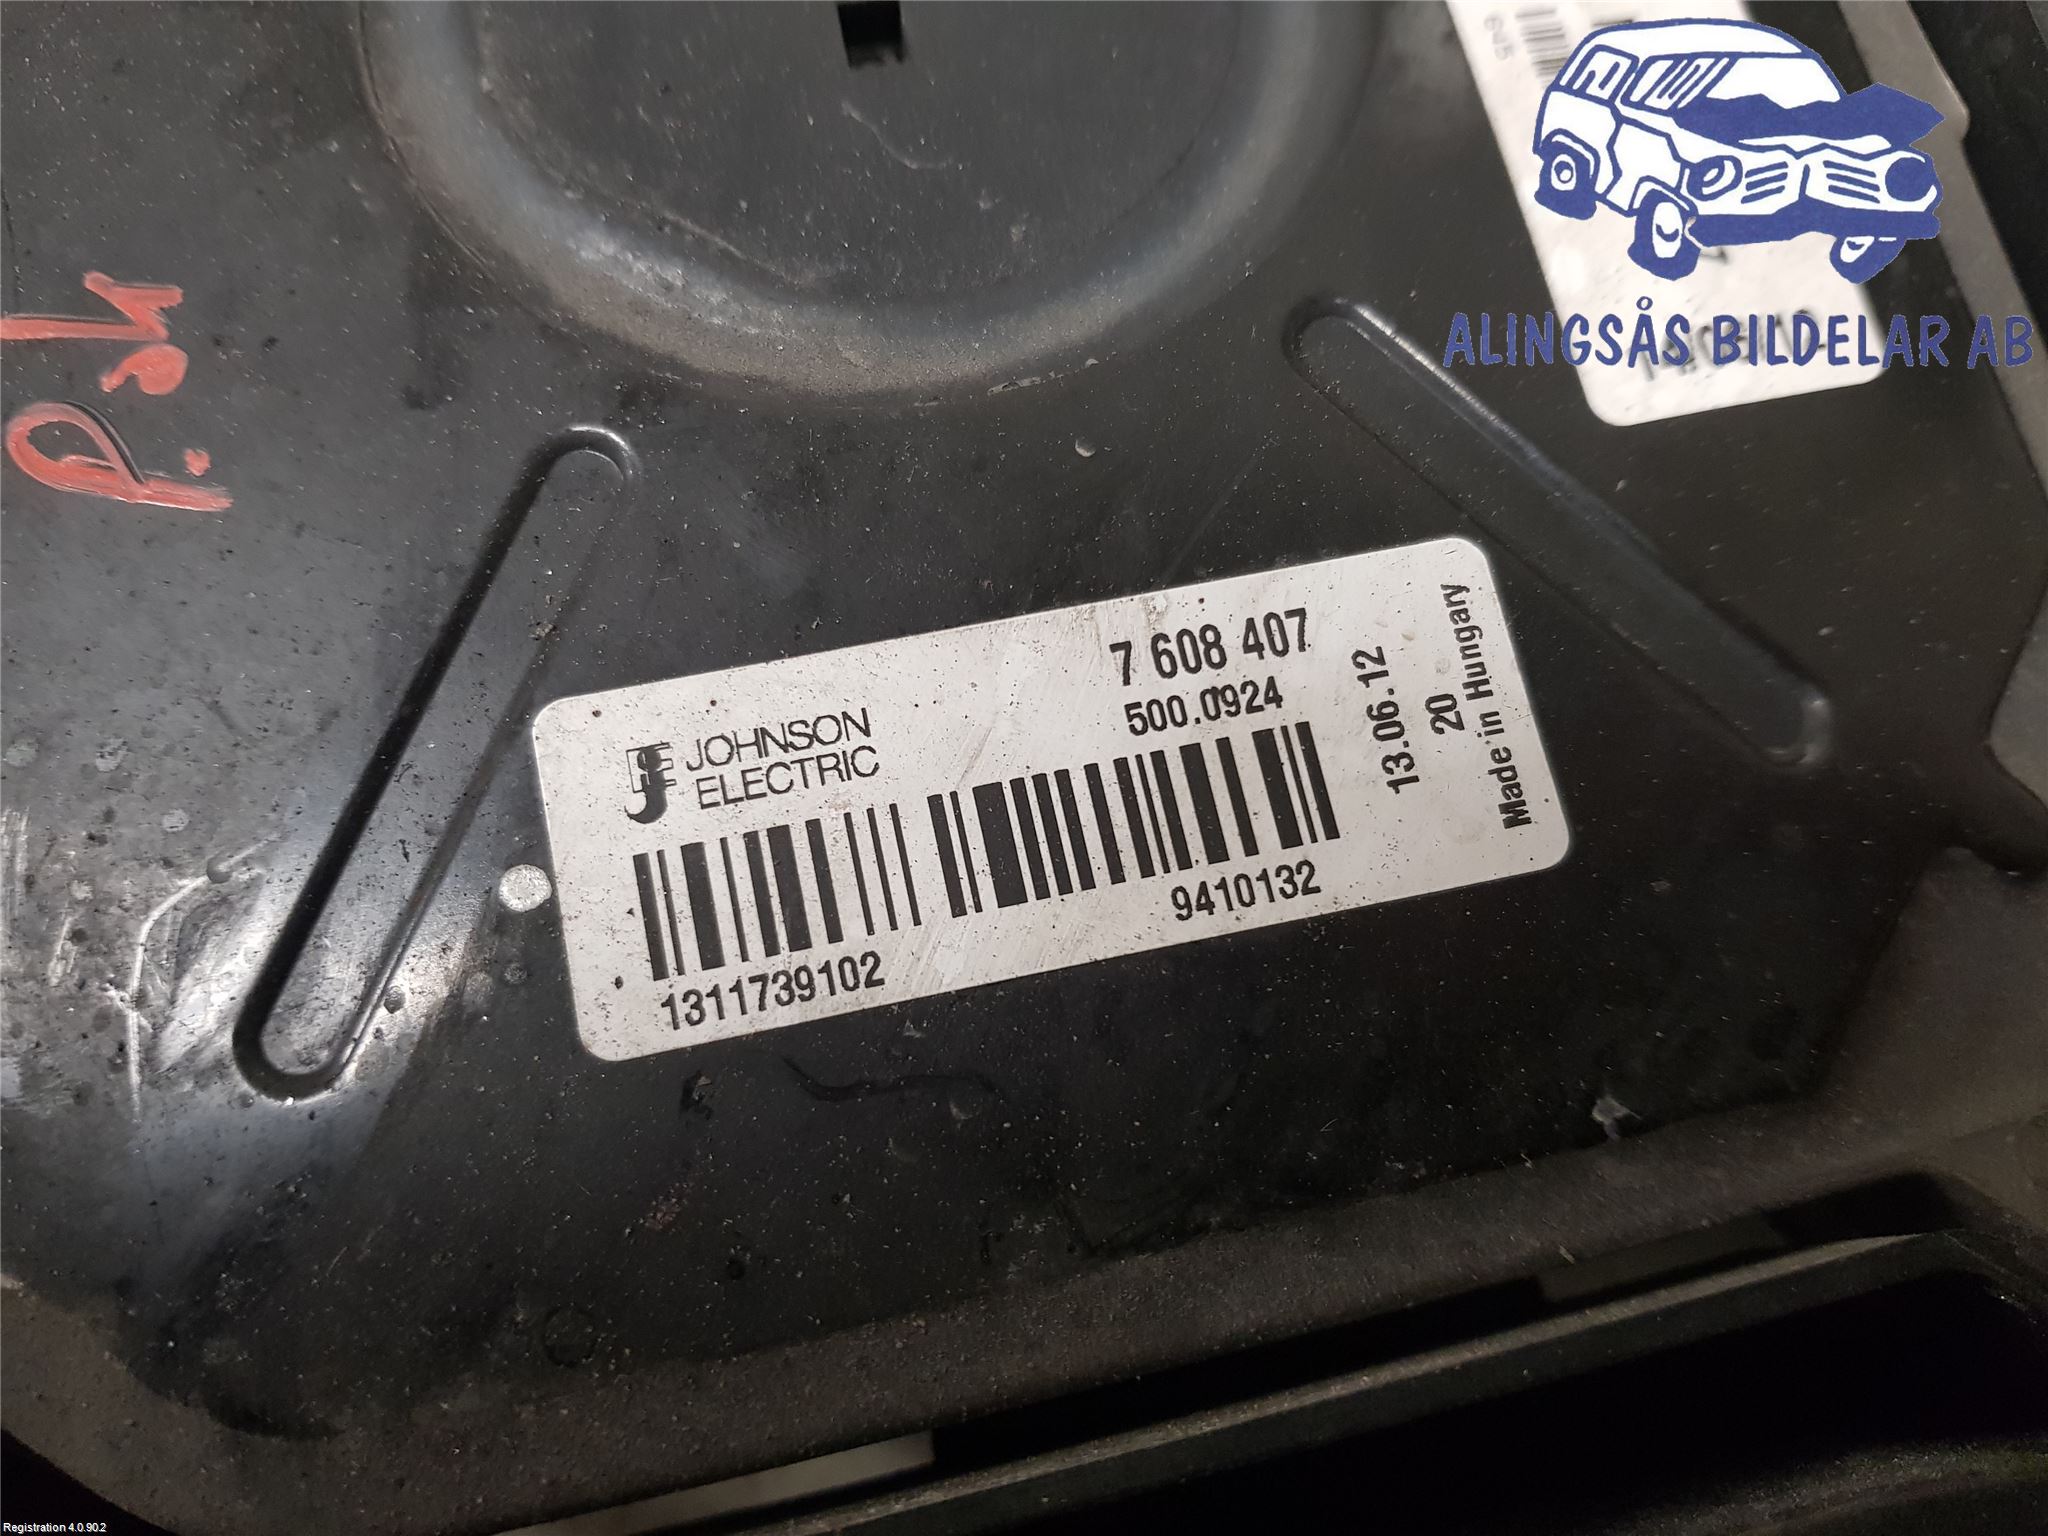 ALINGSÅS BILDELAR AB
P.sh
JOHNSON
ELECTRIC
7 608 407
500.0924
13.06.12
20
Made in Hungary
1311739102
9410132
Registration 4.0.90.2